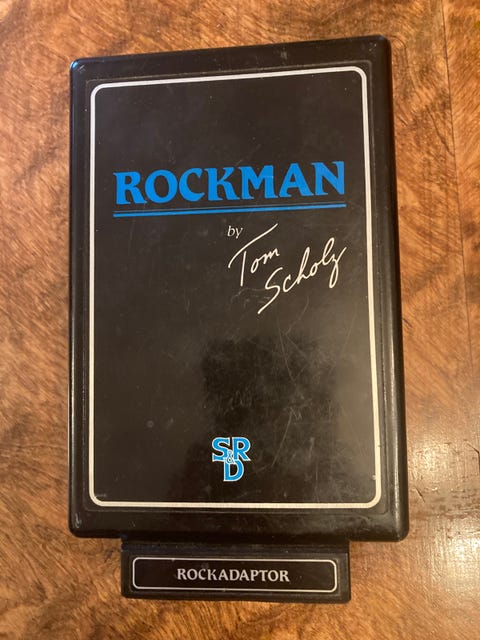 ROCKMAN
by
Tom
Scholz
SR
&
D
ROCKADAPTOR